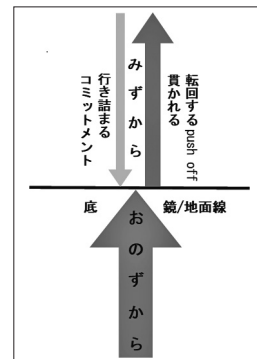 転回する push off
貫かれる
みずから
行き詰まる
コミットメント
底
鏡/地面線
おのずから